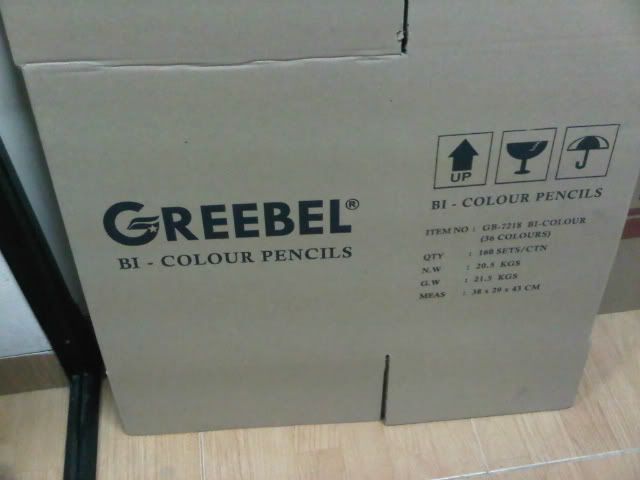 GREEBEL®
BI - COLOUR PENCILS
UP
BI - COLOUR PENCILS
ITEM NO : GB-7218 BI-COLOUR
(36 COLOURS)
QTY : 160 SETS/CTN
N.W : 20.5 KGS
G.W : 21.5 KGS
MEAS : 38 x 29 x 43 CM